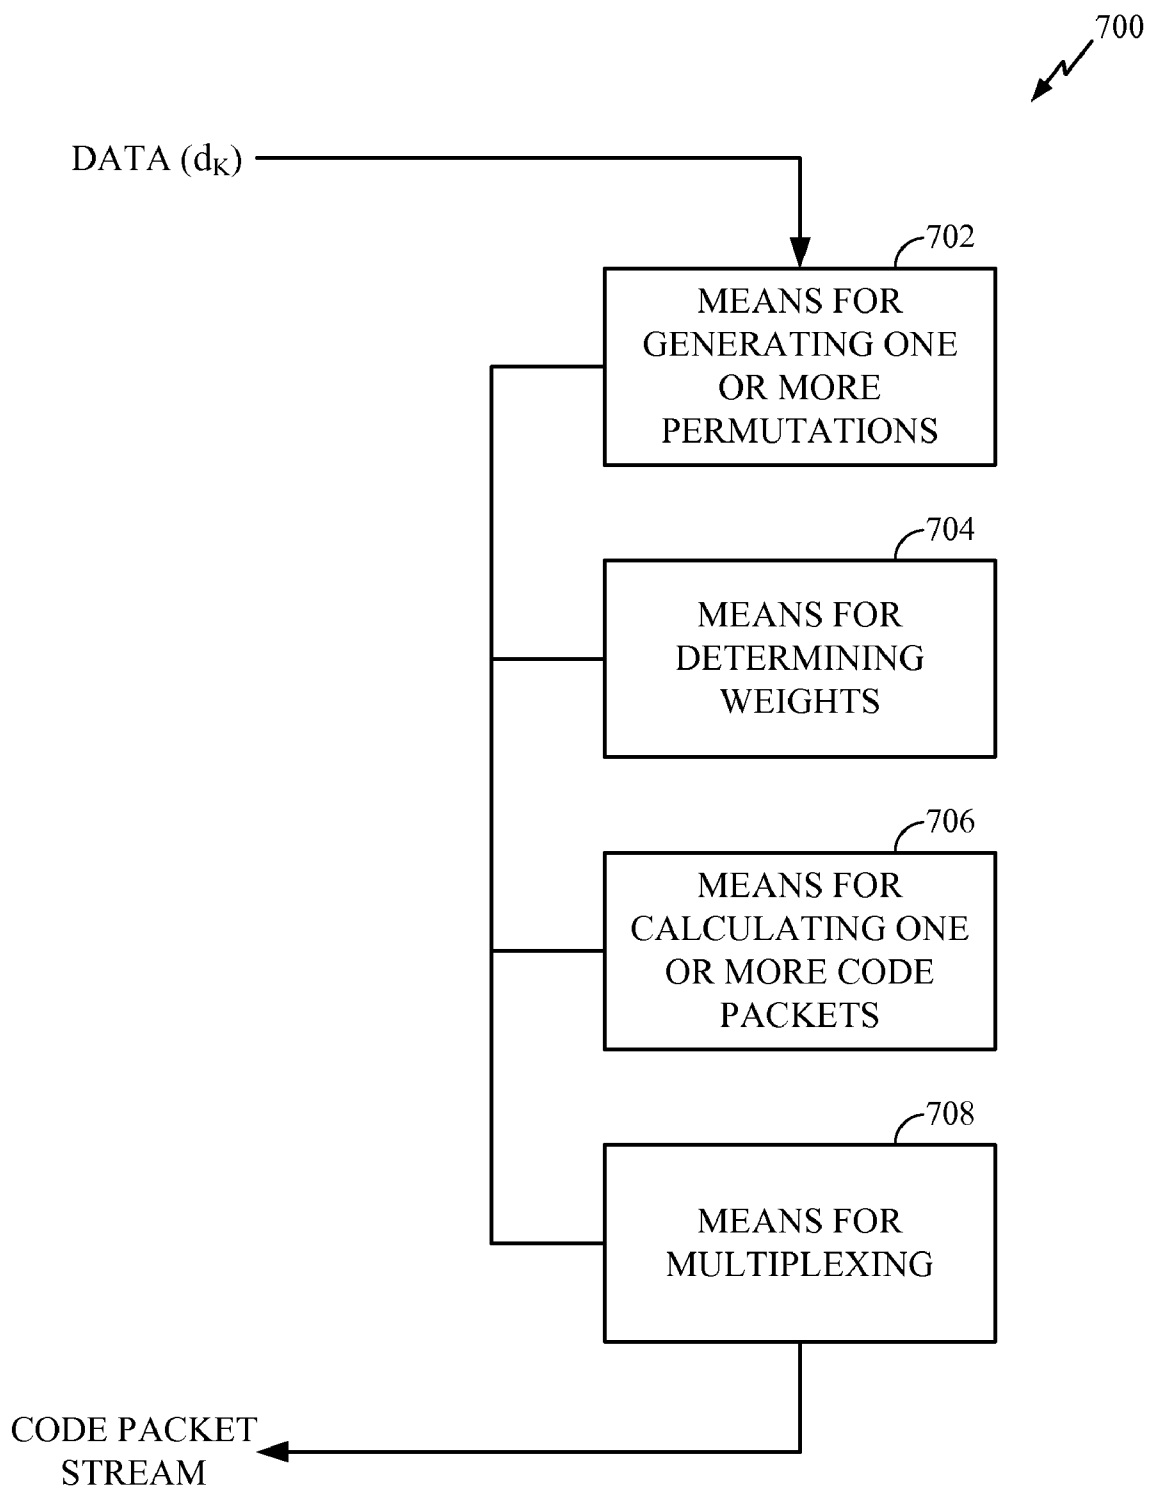 700
DATA (dK)
702
MEANS FOR
GENERATING ONE
OR MORE
PERMUTATIONS
704
MEANS FOR
DETERMINING
WEIGHTS
706
MEANS FOR
CALCULATING ONE
OR MORE CODE
PACKETS
708
MEANS FOR
MULTIPLEXING
CODE PACKET
STREAM